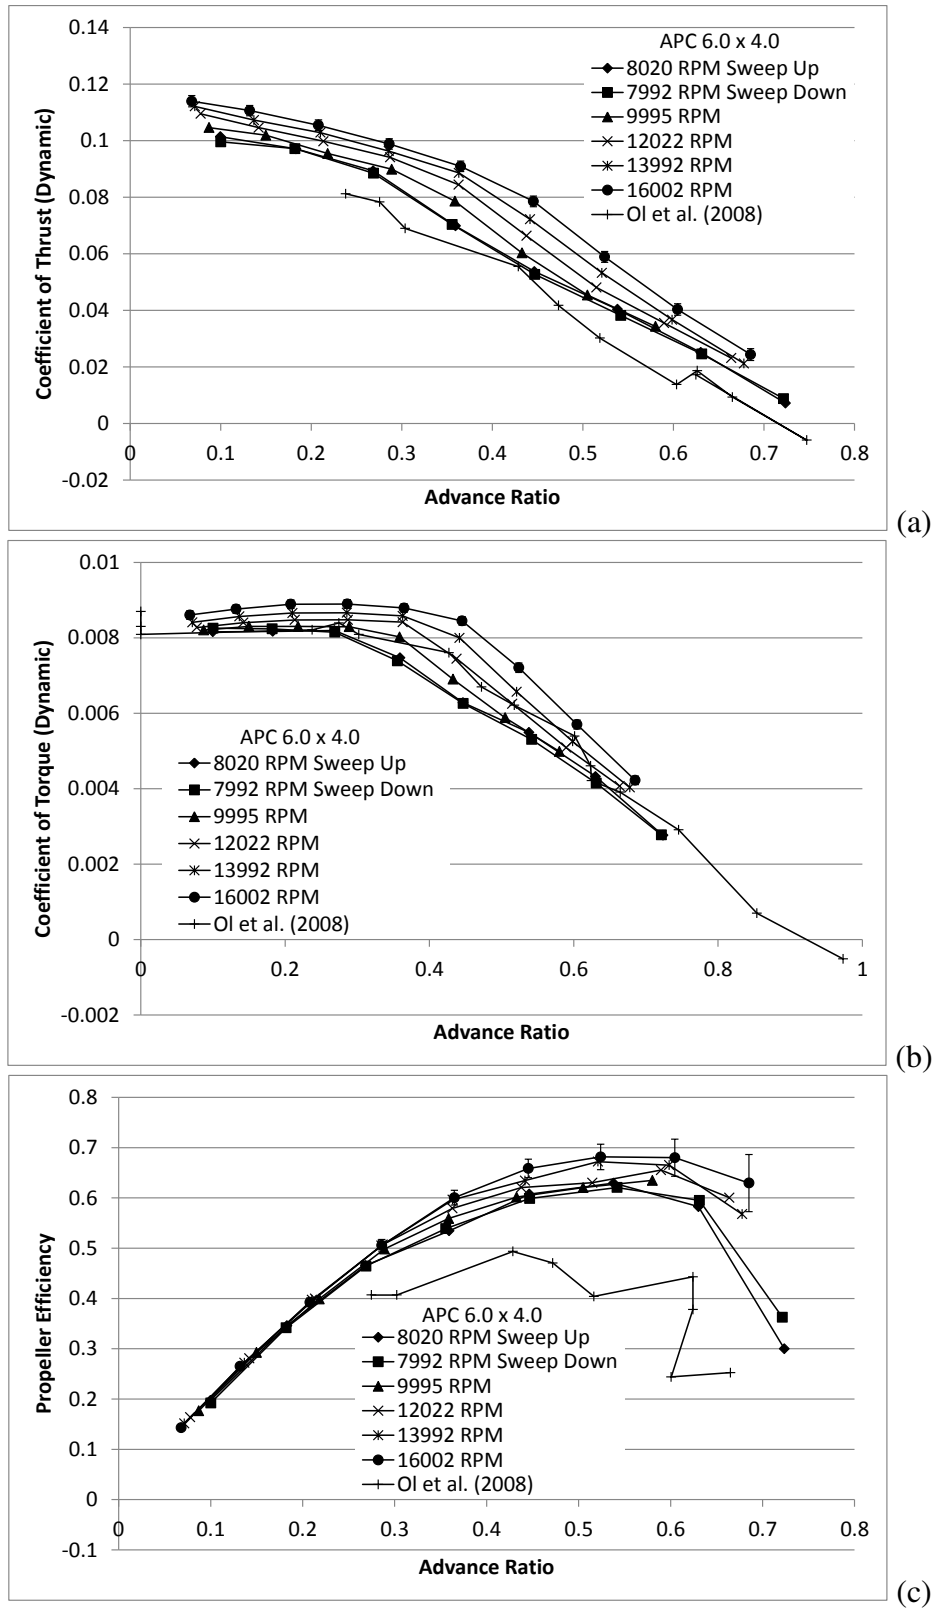 0.14
0.12
0.1
0.08
0.06
0.04
0.02
0
-0.02
Coefficient of Thrust (Dynamic)
APC 6.0 x 4.0
8020 RPM Sweep Up
7992 RPM Sweep Down
9995 RPM
12022 RPM
13992 RPM
16002 RPM
Ol et al. (2008)
0 0.1 0.2 0.3 0.4 0.5 0.6 0.7 0.8
Advance Ratio
(a)
0.01
0.008
0.006
0.004
0.002
0
-0.002
Coefficient of Torque (Dynamic)
APC 6.0 x 4.0
8020 RPM Sweep Up
7992 RPM Sweep Down
9995 RPM
12022 RPM
13992 RPM
16002 RPM
Ol et al. (2008)
0 0.2 0.4 0.6 0.8 1
Advance Ratio
(b)
0.8
0.7
0.6
0.5
0.4
0.3
0.2
0.1
0
-0.1
Propeller Efficiency
APC 6.0 x 4.0
8020 RPM Sweep Up
7992 RPM Sweep Down
9995 RPM
12022 RPM
13992 RPM
16002 RPM
Ol et al. (2008)
0 0.1 0.2 0.3 0.4 0.5 0.6 0.7 0.8
Advance Ratio
(c)